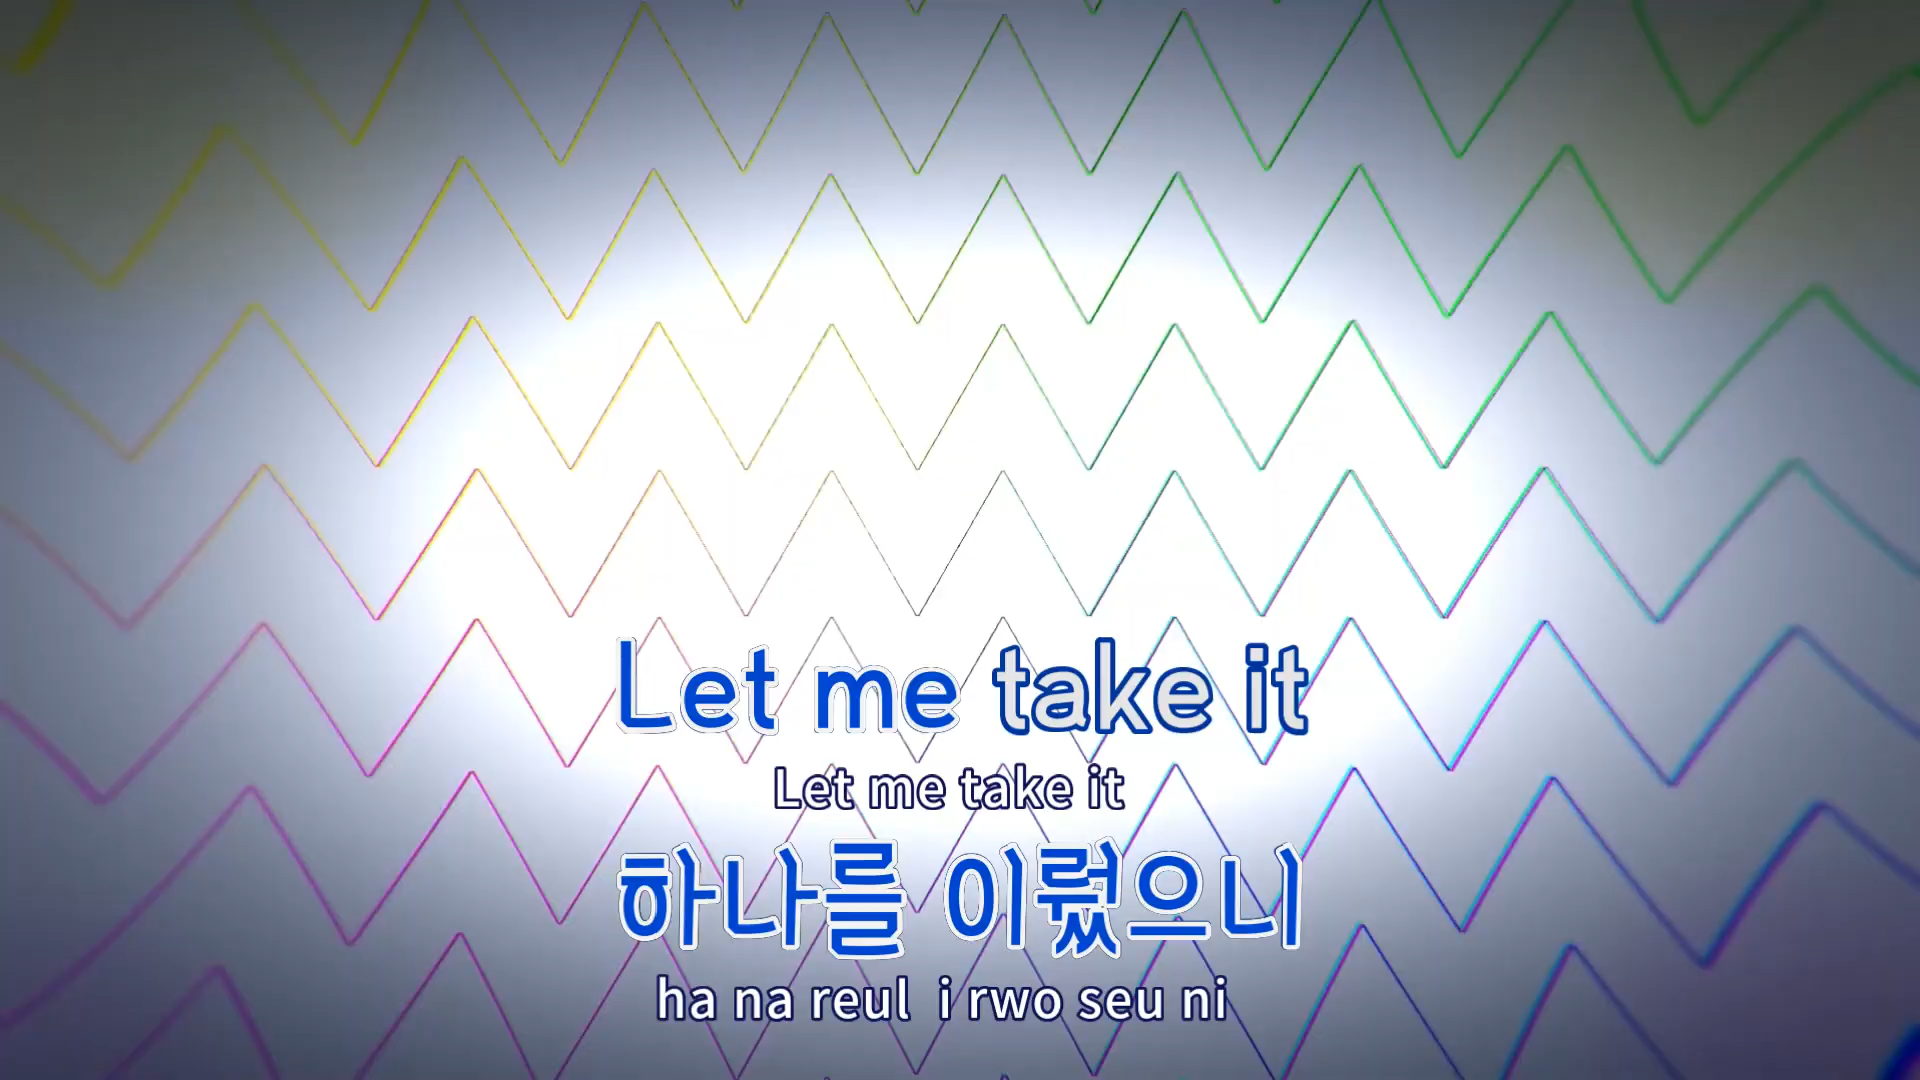 Let me take it
Let me take it
하나를 이뤘으니
ha na reul i rwo seu ni